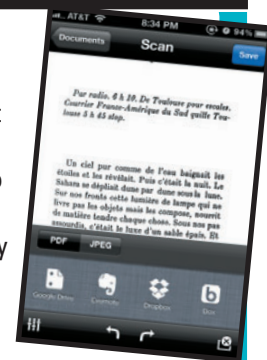 AT&T 8:34 PM 94%
Documents Scan Save
Par radio. 6 h 10. De Toulouse pour escales.
Courrier France-Amérique du Sud quitte Tou-
louse 5 h 45 stop.
Un ciel pur comme de l'eau baignait les
étoiles et les révélait. Puis c'était la nuit. Le
Sahara se dépliait dune par dune sous la lune.
Sur nos fronts cette lumière de lampe qui ne
livre pas les objets mais les compose, nourrit
de matière tendre chaque chose. Sous nos pas
assourdis, c'était le luxe d'un sable épais. Et
PDF JPEG
Google Drive Evernote Dropbox Box
y